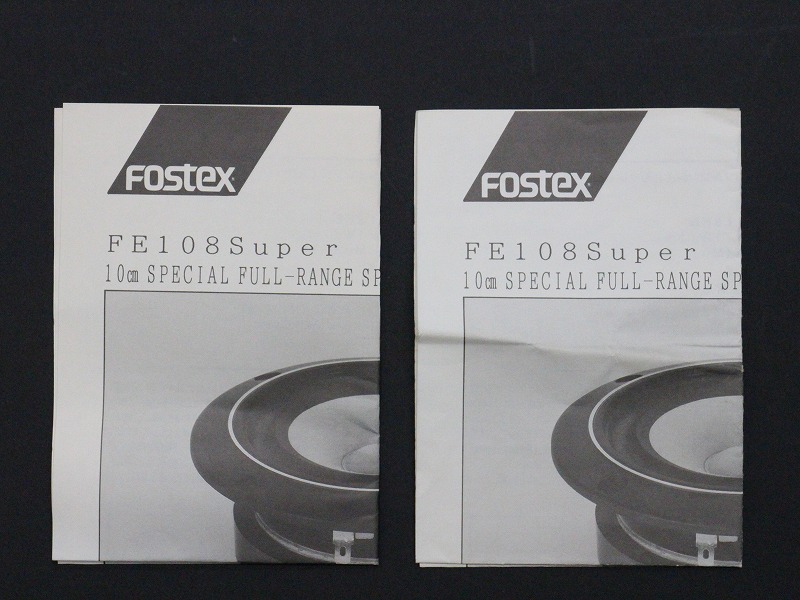 FOSTEX®
FE108Super
10㎝ SPECIAL FULL-RANGE SP
FOSTEX®
FE108Super
10㎝ SPECIAL FULL-RANGE SP